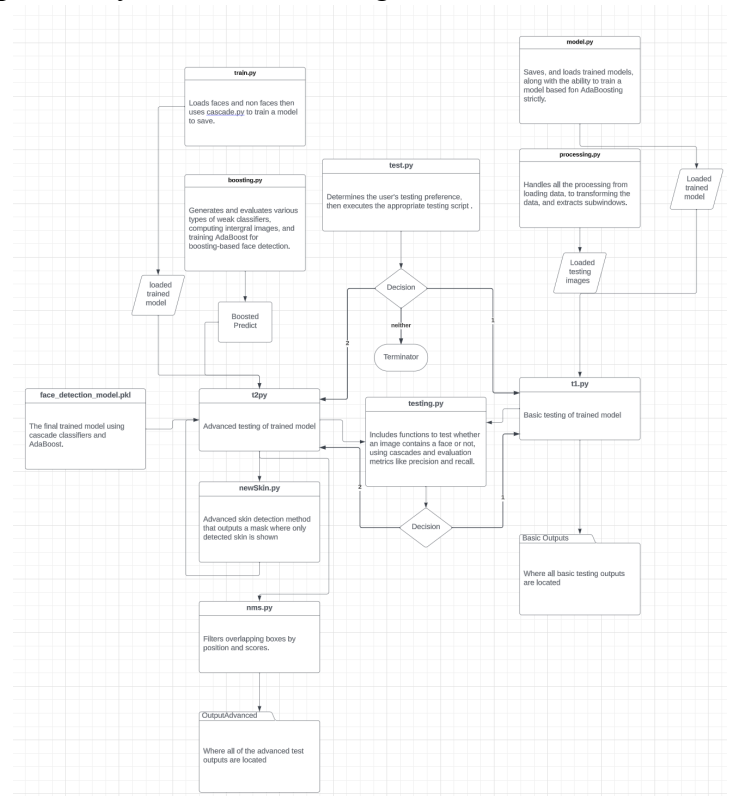 model.py
Saves, and loads trained models,
along with the ability to train a
model based fon AdaBoosting
strictly.
train.py
Loads faces and non faces then
uses cascade.py to train a model
to save.
processing.py
Handles all the processing from
loading data, to transforming the
data, and extracts subwindows.
test.py
Determines the user's testing preference,
then executes the appropriate testing script .
Loaded
trained
model
boosting.py
Generates and evaluates various
types of weak classifiers,
computing intergral images, and
training AdaBoost for
boosting-based face detection.
Loaded
testing
images
loaded
trained
model
Decision
Boosted
Predict
neither
1
2
Terminator
face_detection_model.pkl
The final trained model using
cascade classifiers and
AdaBoost.
t2py
Advanced testing of trained model
testing.py
Includes functions to test whether
an image contains a face or not,
using cascades and evaluation
metrics like precision and recall.
t1.py
Basic testing of trained model
2
1
Decision
newSkin.py
Advanced skin detection method
that outputs a mask where only
detected skin is shown
Basic Outputs
Where all basic testing outputs
are located
nms.py
Filters overlapping boxes by
position and scores.
OutputAdvanced
Where all of the advanced test
outputs are located